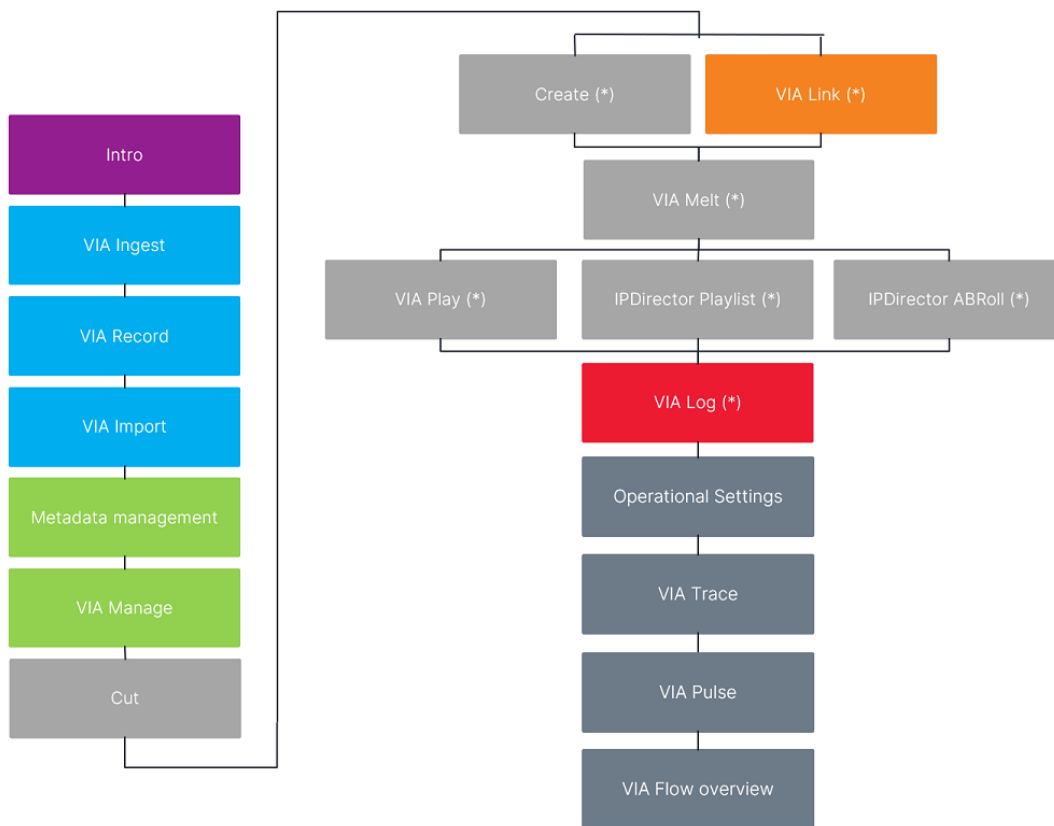 Intro
VIA Ingest
VIA Record
VIA Import
Metadata management
VIA Manage
Cut
Create (*)
VIA Link (*)
VIA Melt (*)
VIA Play (*)
IPDirector Playlist (*)
IPDirector ABRoll (*)
VIA Log (*)
Operational Settings
VIA Trace
VIA Pulse
VIA Flow overview